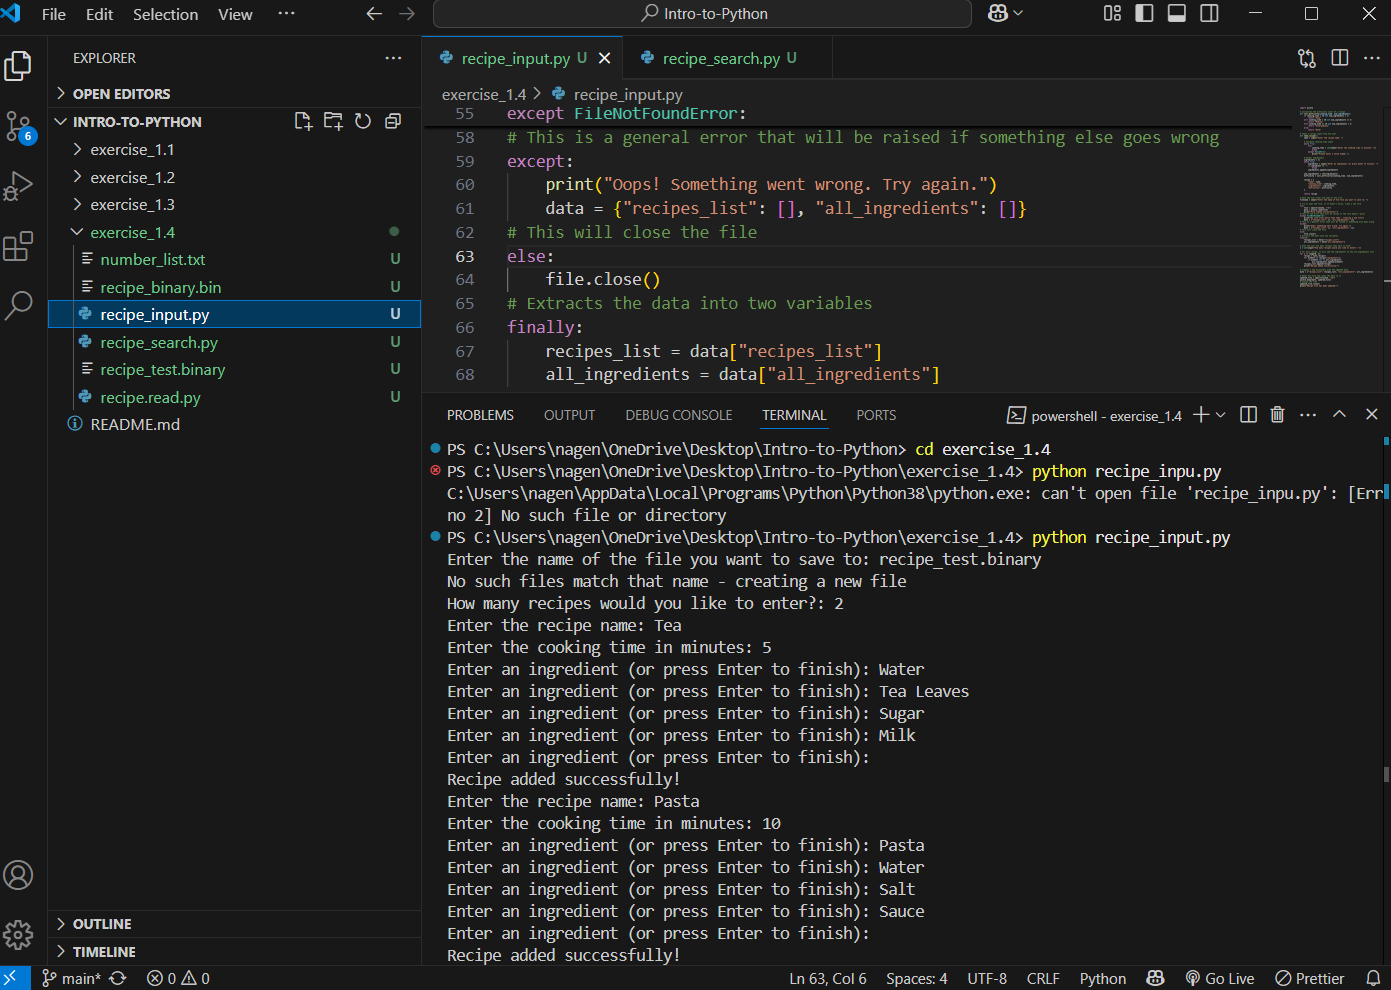 File Edit Selection View ··· Intro-to-Python
EXPLORER
OPEN EDITORS
INTRO-TO-PYTHON
exercise_1.1
exercise_1.2
exercise_1.3
exercise_1.4
number_list.txt U
recipe_binary.bin U
recipe_input.py U
recipe_search.py U
recipe_test.binary U
recipe.read.py U
README.md
OUTLINE
TIMELINE
6
recipe_input.py U recipe_search.py U
exercise_1.4 > recipe_input.py
55 except FileNotFoundError:
58 # This is a general error that will be raised if something else goes wrong
59 except:
60 print("Oops! Something went wrong. Try again.")
61 data = {"recipes_list": [], "all_ingredients": []}
62 # This will close the file
63 else:
64 file.close()
65 # Extracts the data into two variables
66 finally:
67 recipes_list = data["recipes_list"]
68 all_ingredients = data["all_ingredients"]
PROBLEMS OUTPUT DEBUG CONSOLE TERMINAL PORTS powershell - exercise_1.4
PS C:\Users\nagen\OneDrive\Desktop\Intro-to-Python> cd exercise_1.4
PS C:\Users\nagen\OneDrive\Desktop\Intro-to-Python\exercise_1.4> python recipe_inpu.py
C:\Users\nagen\AppData\Local\Programs\Python\Python38\python.exe: can't open file 'recipe_inpu.py': [Err
no 2] No such file or directory
PS C:\Users\nagen\OneDrive\Desktop\Intro-to-Python\exercise_1.4> python recipe_input.py
Enter the name of the file you want to save to: recipe_test.binary
No such files match that name - creating a new file
How many recipes would you like to enter?: 2
Enter the recipe name: Tea
Enter the cooking time in minutes: 5
Enter an ingredient (or press Enter to finish): Water
Enter an ingredient (or press Enter to finish): Tea Leaves
Enter an ingredient (or press Enter to finish): Sugar
Enter an ingredient (or press Enter to finish): Milk
Enter an ingredient (or press Enter to finish):
Recipe added successfully!
Enter the recipe name: Pasta
Enter the cooking time in minutes: 10
Enter an ingredient (or press Enter to finish): Pasta
Enter an ingredient (or press Enter to finish): Water
Enter an ingredient (or press Enter to finish): Salt
Enter an ingredient (or press Enter to finish): Sauce
Enter an ingredient (or press Enter to finish):
Recipe added successfully!
main* 0 0 Ln 63, Col 6 Spaces: 4 UTF-8 CRLF Python Go Live Prettier